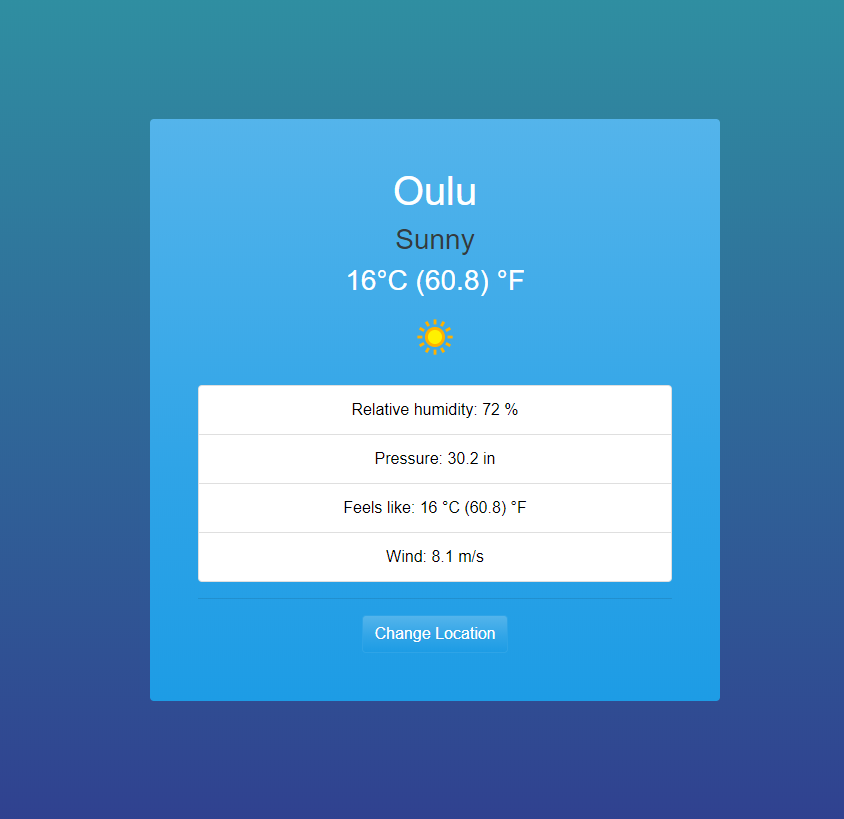 Oulu
Sunny
16°C (60.8) °F
Relative humidity: 72 %
Pressure: 30.2 in
Feels like: 16 °C (60.8) °F
Wind: 8.1 m/s
Change Location